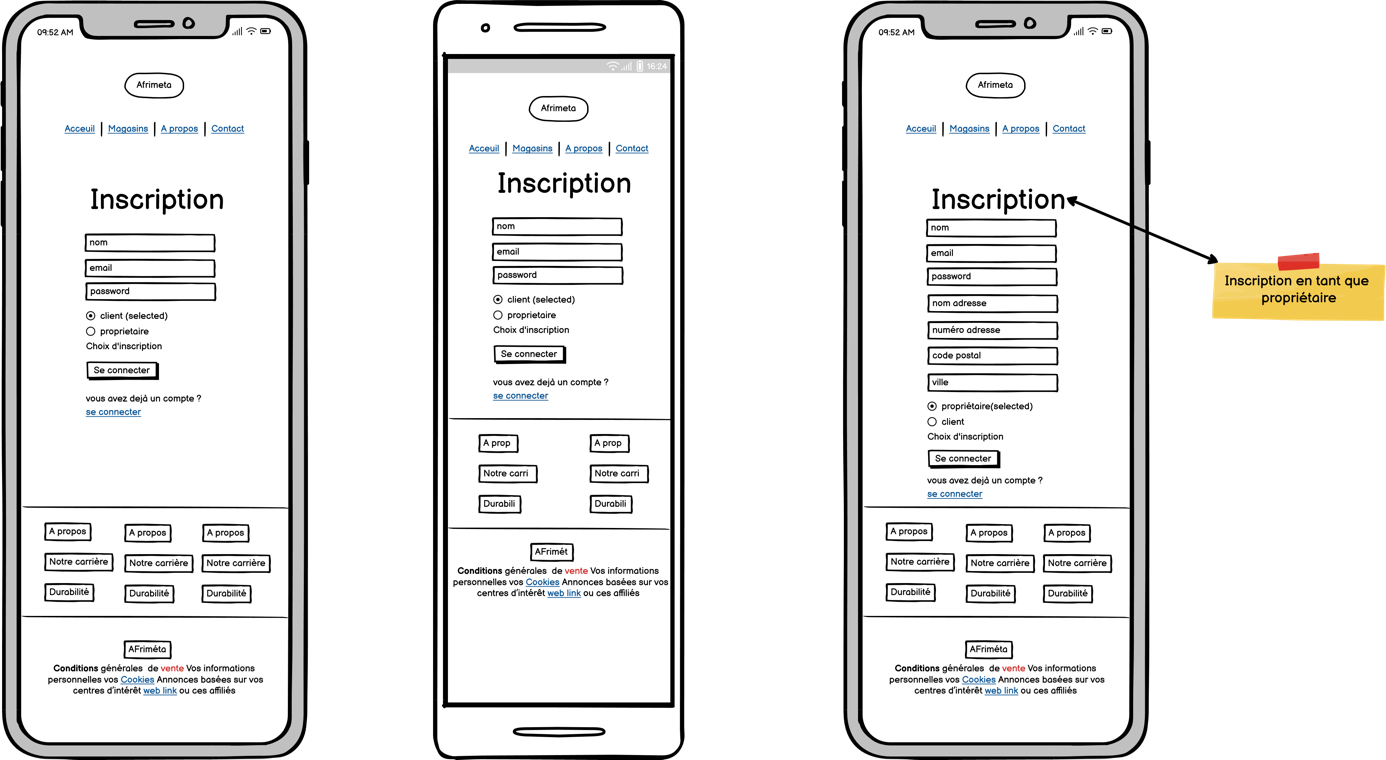 09:52 AM
Afrimeta
Acceuil | Magasins | A propos | Contact
Inscription
nom
email
password
client (selected)
proprietaire
Choix d'inscription
Se connecter
vous avez dejà un compte ?
se connecter
A propos A propos A propos
Notre carrière Notre carrière Notre carrière
Durabilité Durabilité Durabilité
AFriméta
Conditions générales de vente Vos informations
personnelles vos Cookies Annonces basées sur vos
centres d'intérêt web link ou ces affiliés
16:24
Afrimeta
Acceuil | Magasins | A propos | Contact
Inscription
nom
email
password
client (selected)
proprietaire
Choix d'inscription
Se connecter
vous avez dejà un compte ?
se connecter
A prop A prop
Notre carri Notre carri
Durabili Durabili
AFrimét
Conditions générales de vente Vos informations
personnelles vos Cookies Annonces basées sur vos
centres d'intérêt web link ou ces affiliés
09:52 AM
Afrimeta
Acceuil | Magasins | A propos | Contact
Inscription
nom
email
password
nom adresse
numéro adresse
code postal
ville
propriétaire(selected)
client
Choix d'inscription
Se connecter
vous avez dejà un compte ?
se connecter
A propos A propos A propos
Notre carrière Notre carrière Notre carrière
Durabilité Durabilité Durabilité
AFriméta
Conditions générales de vente Vos informations
personnelles vos Cookies Annonces basées sur vos
centres d'intérêt web link ou ces affiliés
Inscription en tant que
propriétaire